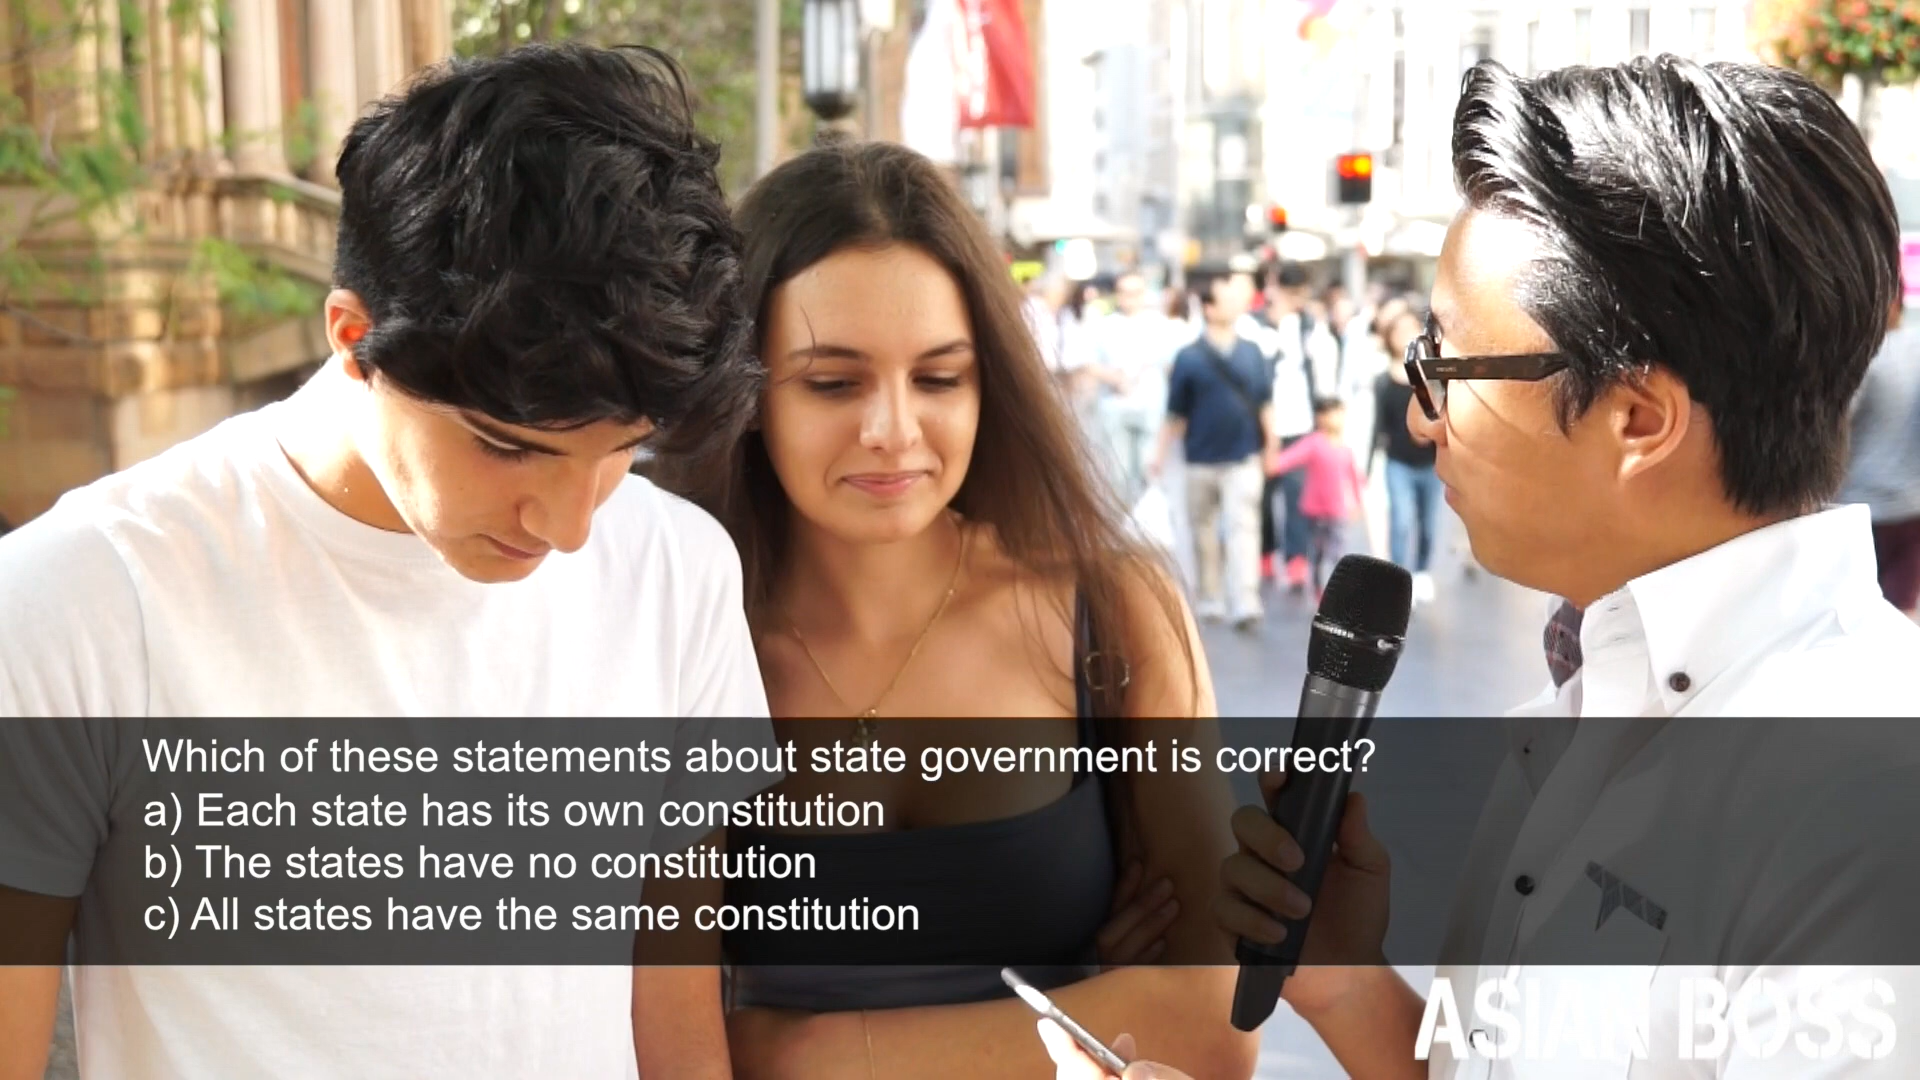 Which of these statements about state government is correct?
a) Each state has its own constitution
b) The states have no constitution
c) All states have the same constitution
ASIAN BOSS